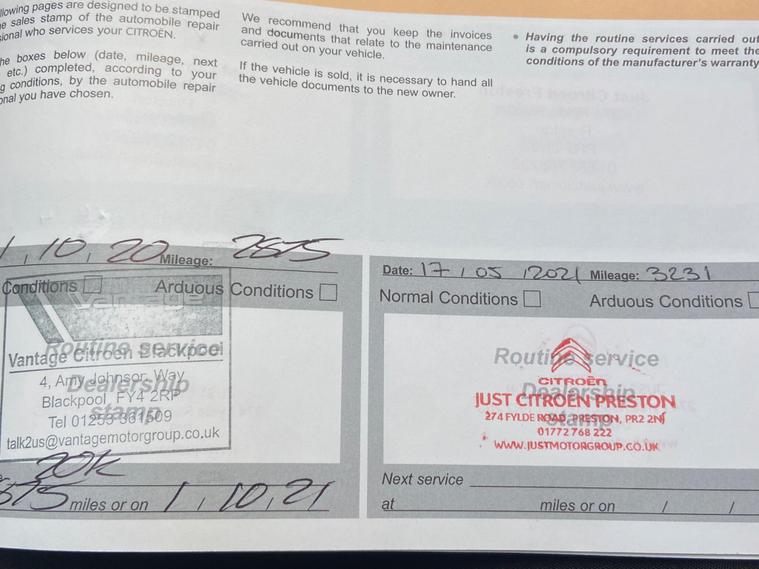 llowing pages are designed to be stamped
e sales stamp of the automobile repair
sional who services your CITROËN.
he boxes below (date, mileage, next
etc.) completed, according to your
g conditions, by the automobile repair
onal you have chosen.
We recommend that you keep the invoices
and documents that relate to the maintenance
carried out on your vehicle.
If the vehicle is sold, it is necessary to hand all
the vehicle documents to the new owner.
• Having the routine services carried out
is a compulsory requirement to meet the
conditions of the manufacturer's warranty
1 , 10 , 20 Mileage: 2875
Conditions Arduous Conditions
Routine service
Vantage Citroën Blackpool
Dealership
stamp
4, Amy Johnson Way
Blackpool, FY4 2RP
Tel 01253 361509
talk2us@vantagemotorgroup.co.uk
20K
miles or on 1 , 10 , 21
Date: 17 / 05 / 2021 Mileage: 3231
Normal Conditions Arduous Conditions
Routine service
Dealership
stamp
CITROËN
JUST CITROËN PRESTON
274 FYLDE ROAD, PRESTON, PR2 2NJ
01772 768 222
WWW.JUSTMOTORGROUP.CO.UK
Next service
at miles or on / /